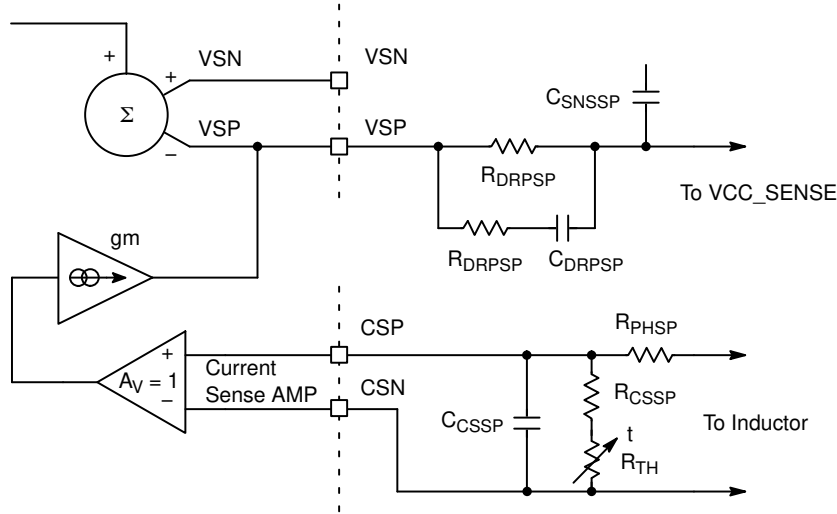 +
VSN
VSN
+
CSNSSP
Σ
VSP
VSP
−
RDRPSP
To VCC_SENSE
gm
RDRPSP
CDRPSP
CSP
RPHSP
+
Current
AV = 1
Sense AMP
−
CSN
RCSSP
CCSSP
To Inductor
t
RTH